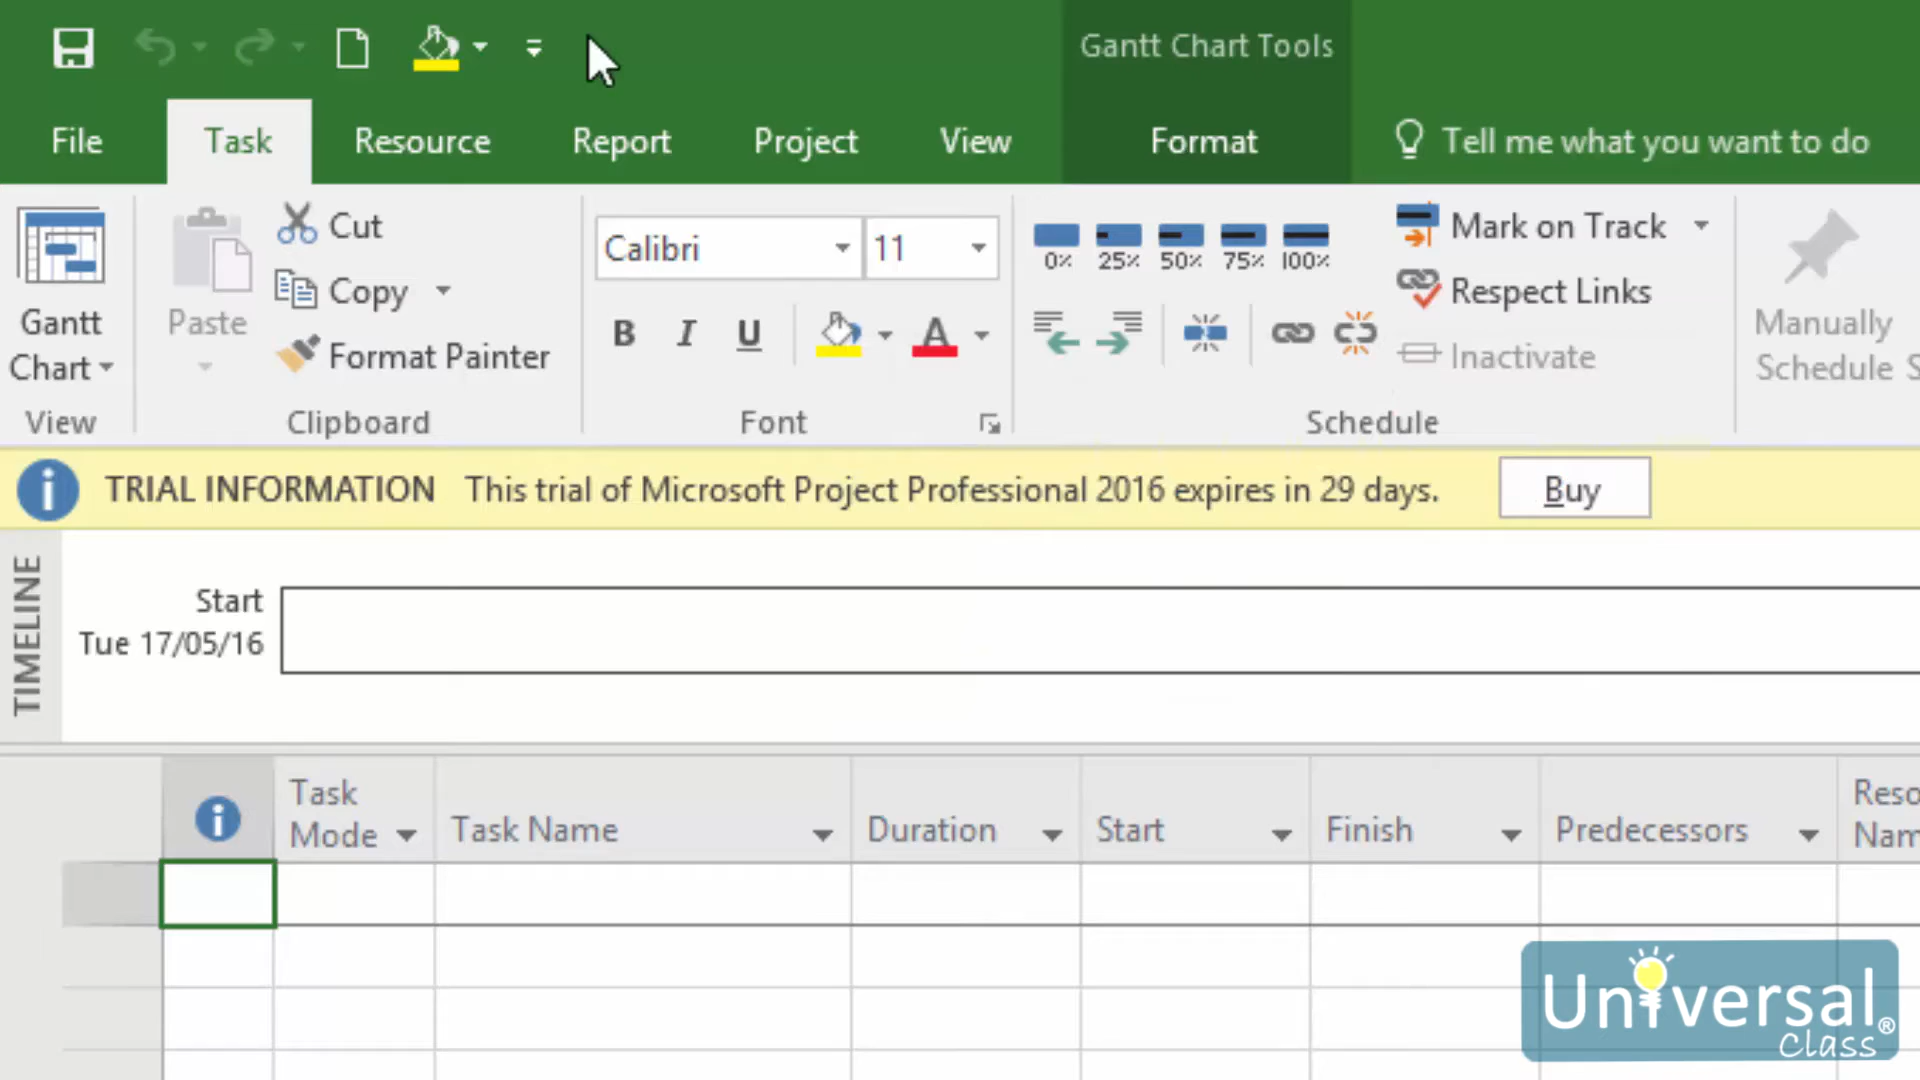 Gantt Chart Tools
File Task Resource Report Project View Format Tell me what you want to do
Cut
Copy
Format Painter
Paste
Gantt
Chart
View
Clipboard
Calibri 11
B I U A
Font
0% 25% 50% 75% 100%
Mark on Track
Respect Links
Inactivate
Schedule
Manually
Schedule
TRIAL INFORMATION This trial of Microsoft Project Professional 2016 expires in 29 days. Buy
TIMELINE
Start
Tue 17/05/16
Task
Mode
Task Name
Duration
Start
Finish
Predecessors
Universal
Class®